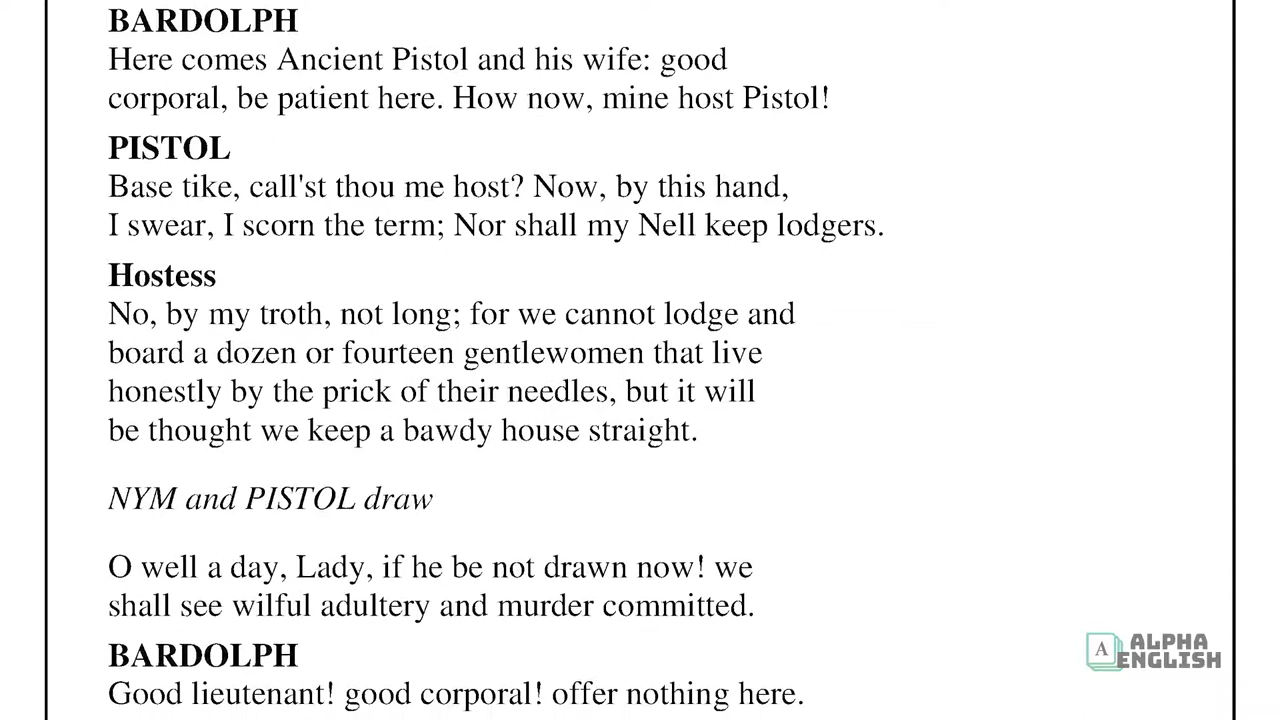 BARDOLPH
Here comes Ancient Pistol and his wife: good
corporal, be patient here. How now, mine host Pistol!
PISTOL
Base tike, call'st thou me host? Now, by this hand,
I swear, I scorn the term; Nor shall my Nell keep lodgers.
Hostess
No, by my troth, not long; for we cannot lodge and
board a dozen or fourteen gentlewomen that live
honestly by the prick of their needles, but it will
be thought we keep a bawdy house straight.
NYM and PISTOL draw
O well a day, Lady, if he be not drawn now! we
shall see wilful adultery and murder committed.
BARDOLPH
Good lieutenant! good corporal! offer nothing here.
A
ALPHA
ENGLISH